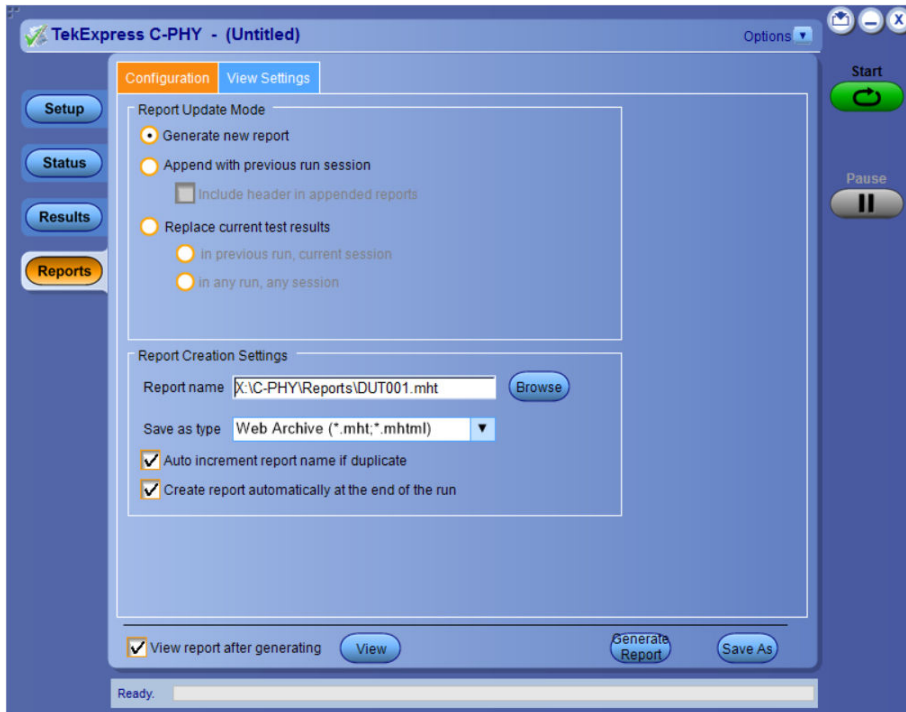 TekExpress C-PHY - (Untitled)
Options
X
Start
Pause
Setup
Status
Results
Reports
Configuration
View Settings
Report Update Mode
Generate new report
Append with previous run session
Include header in appended reports
Replace current test results
in previous run, current session
in any run, any session
Report Creation Settings
Report name X:\C-PHY\Reports\DUT001.mht Browse
Save as type Web Archive (*.mht;*.mhtml)
Auto increment report name if duplicate
Create report automatically at the end of the run
View report after generating
View
Generate
Report
Save As
Ready.